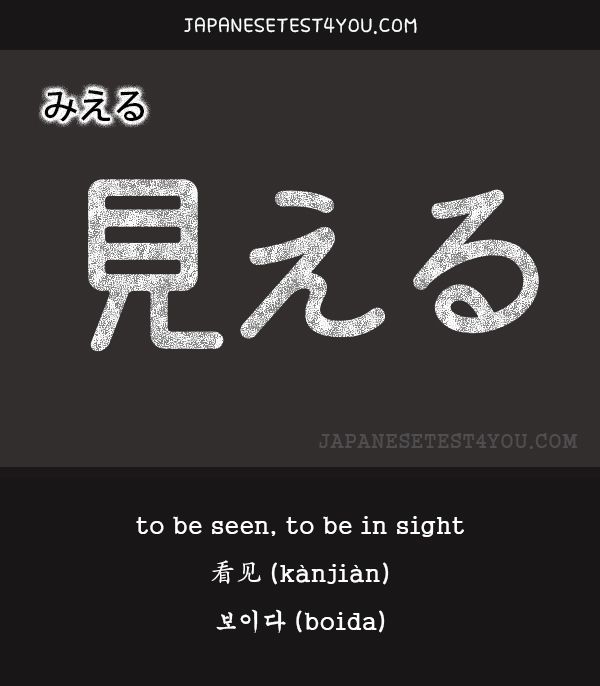 JAPANESETEST4YOU.COM
みえる
見える
JAPANESETEST4YOU.COM
to be seen, to be in sight
看见 (kànjiàn)
보이다 (boida)